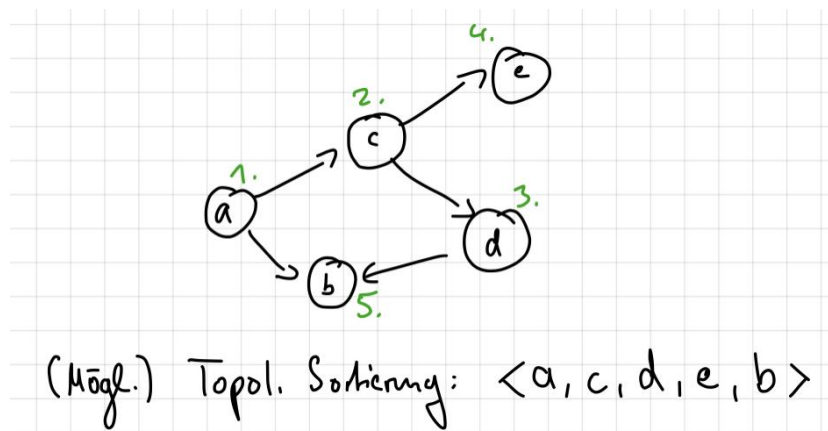 4.
e
2.
c
1.
a
3.
d
b
5.
(Mögl.) Topol. Sortierung: <a, c, d, e, b>